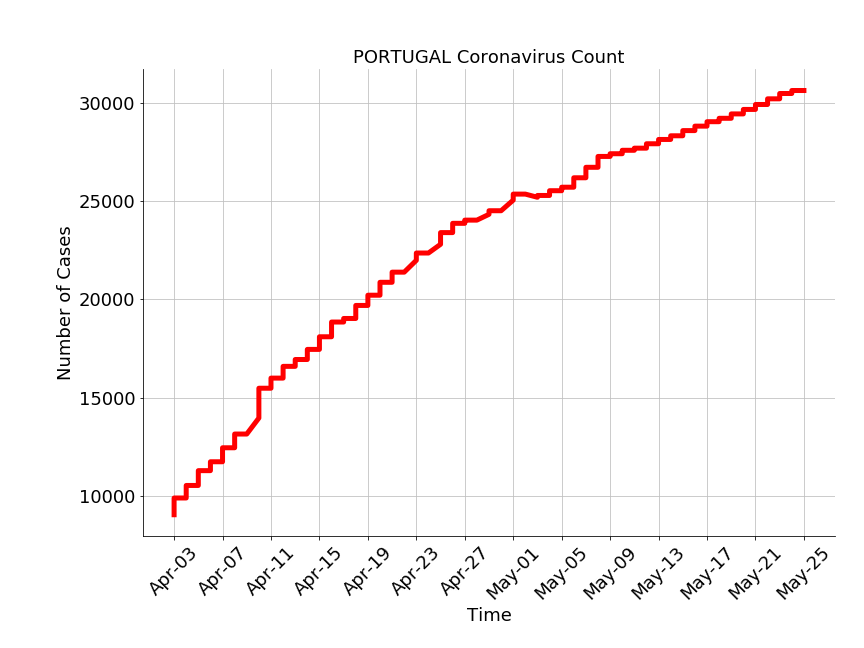 PORTUGAL Coronavirus Count
Number of Cases
30000
25000
20000
15000
10000
Apr-03
Apr-07
Apr-11
Apr-15
Apr-19
Apr-23
Apr-27
May-01
May-05
May-09
May-13
May-17
May-21
May-25
Time